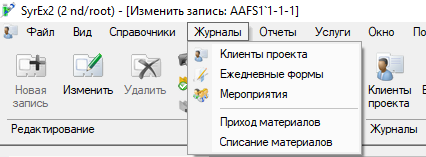 SyrEx2 (2 nd/root) - [Изменить запись: AAFS1`1-1-1]
Файл Вид Справочники Журналы Отчеты Услуги Окно По
Новая запись
Изменить
Удалить
Клиенты проекта
Ежедневные формы
Мероприятия
Приход материалов
Списание материалов
Клиенты проекта
Редактирование
Журналы